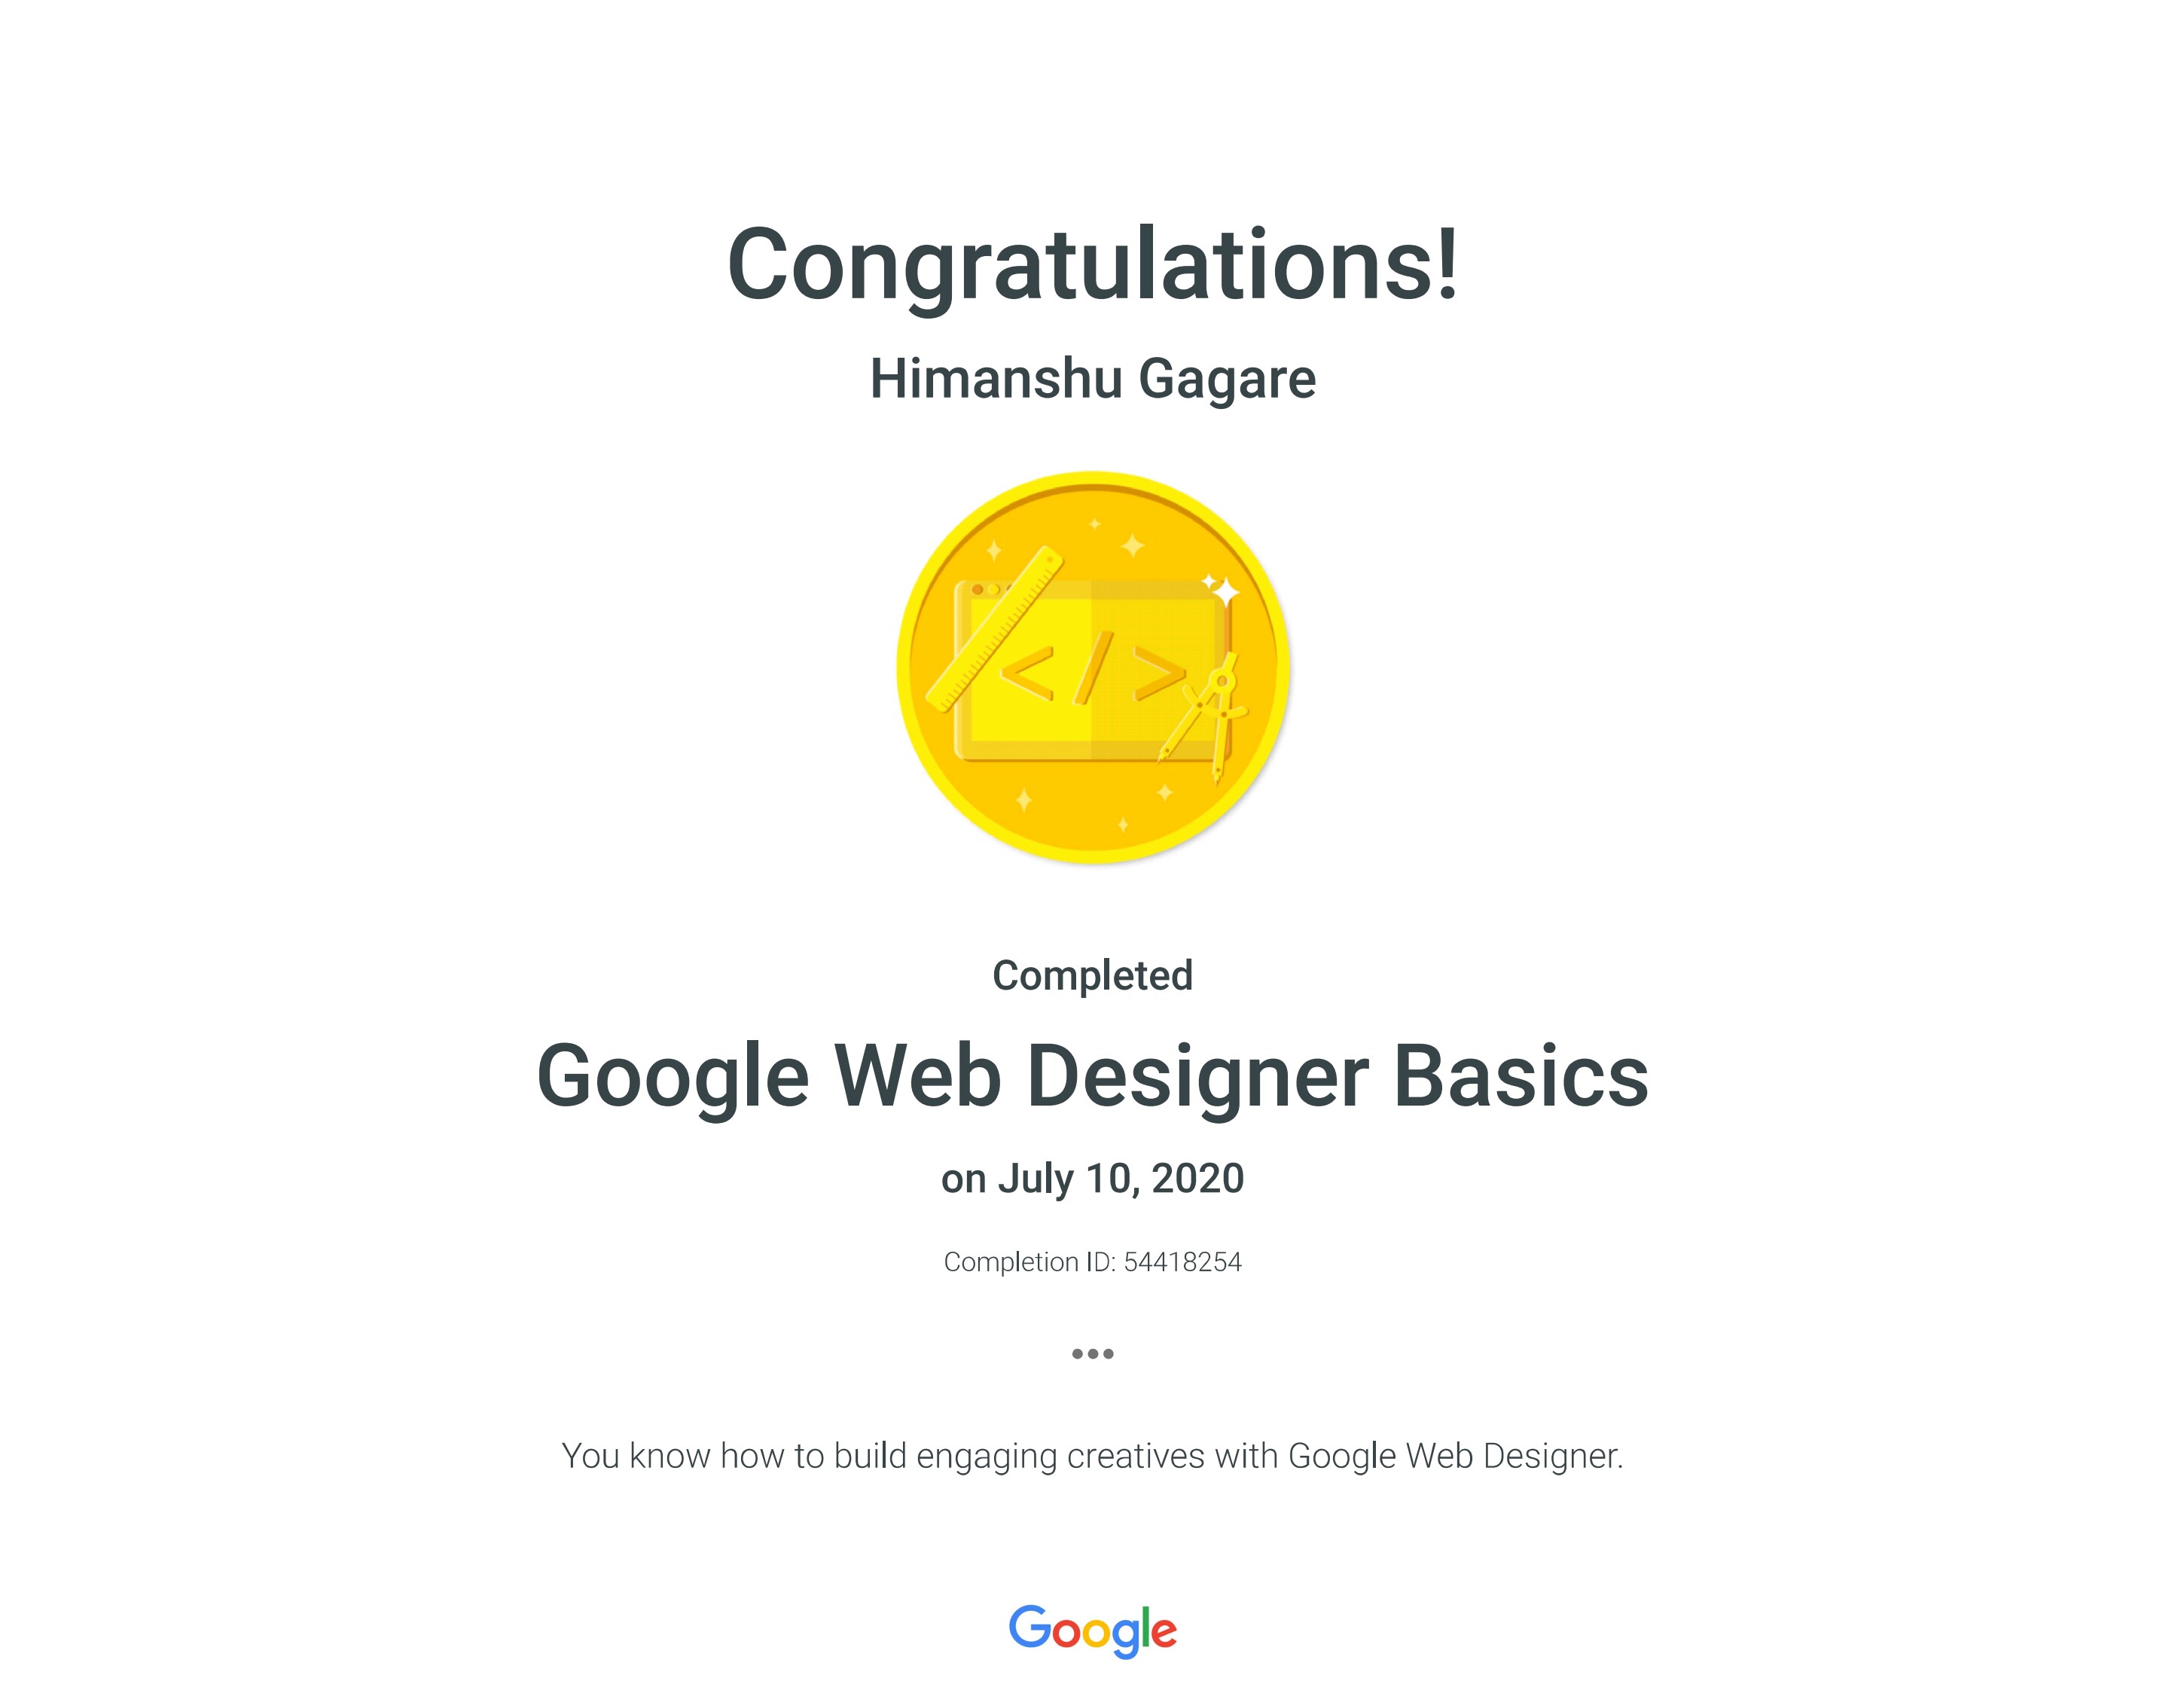 Congratulations!
Himanshu Gagare
</>
Completed
Google Web Designer Basics
on July 10, 2020
Completion ID: 54418254
You know how to build engaging creatives with Google Web Designer.
Google